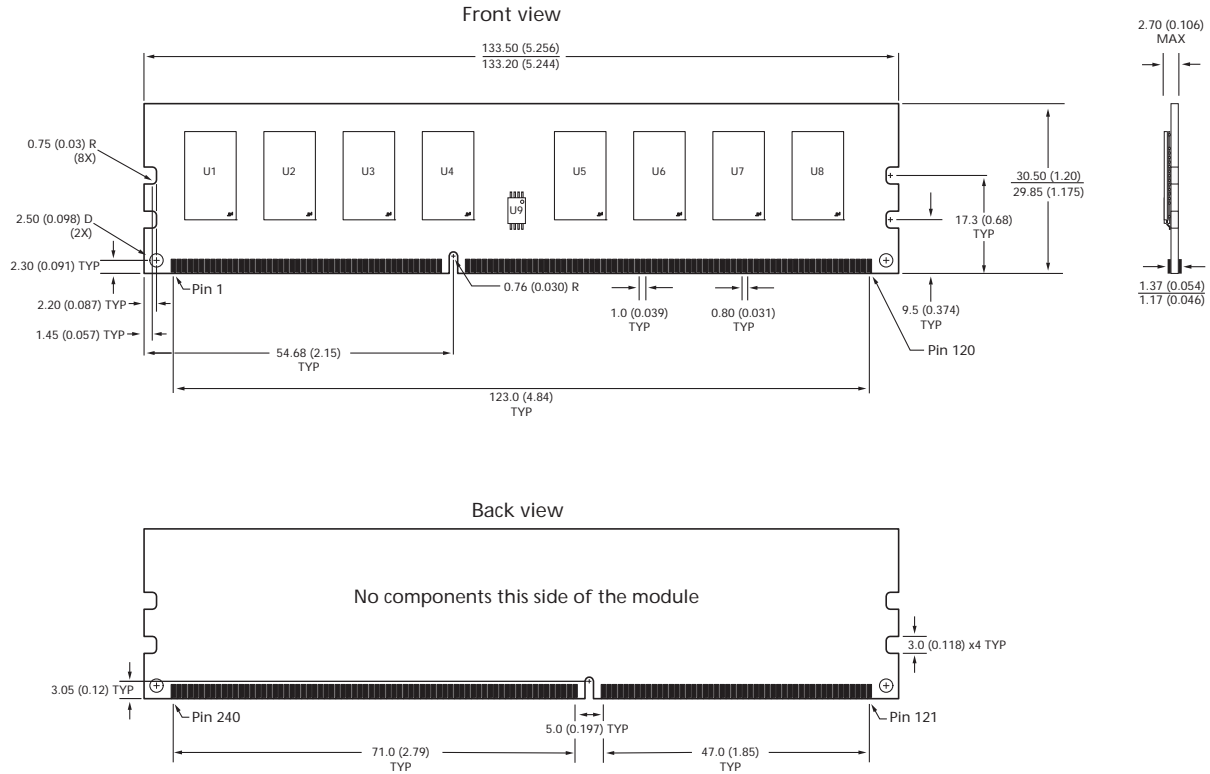 Front view
133.50 (5.256)
133.20 (5.244)
2.70 (0.106)
MAX
0.75 (0.03) R
(8X)
U1
U2
U3
U4
U5
U6
U7
U8
U9
2.50 (0.098) D
(2X)
2.30 (0.091) TYP
Pin 1
2.20 (0.087) TYP
1.45 (0.057) TYP
0.76 (0.030) R
54.68 (2.15)
TYP
1.0 (0.039)
TYP
0.80 (0.031)
TYP
30.50 (1.20)
29.85 (1.175)
17.3 (0.68)
TYP
9.5 (0.374)
TYP
Pin 120
1.37 (0.054)
1.17 (0.046)
123.0 (4.84)
TYP
Back view
No components this side of the module
3.0 (0.118) x4 TYP
3.05 (0.12) TYP
Pin 240
5.0 (0.197) TYP
Pin 121
71.0 (2.79)
TYP
47.0 (1.85)
TYP